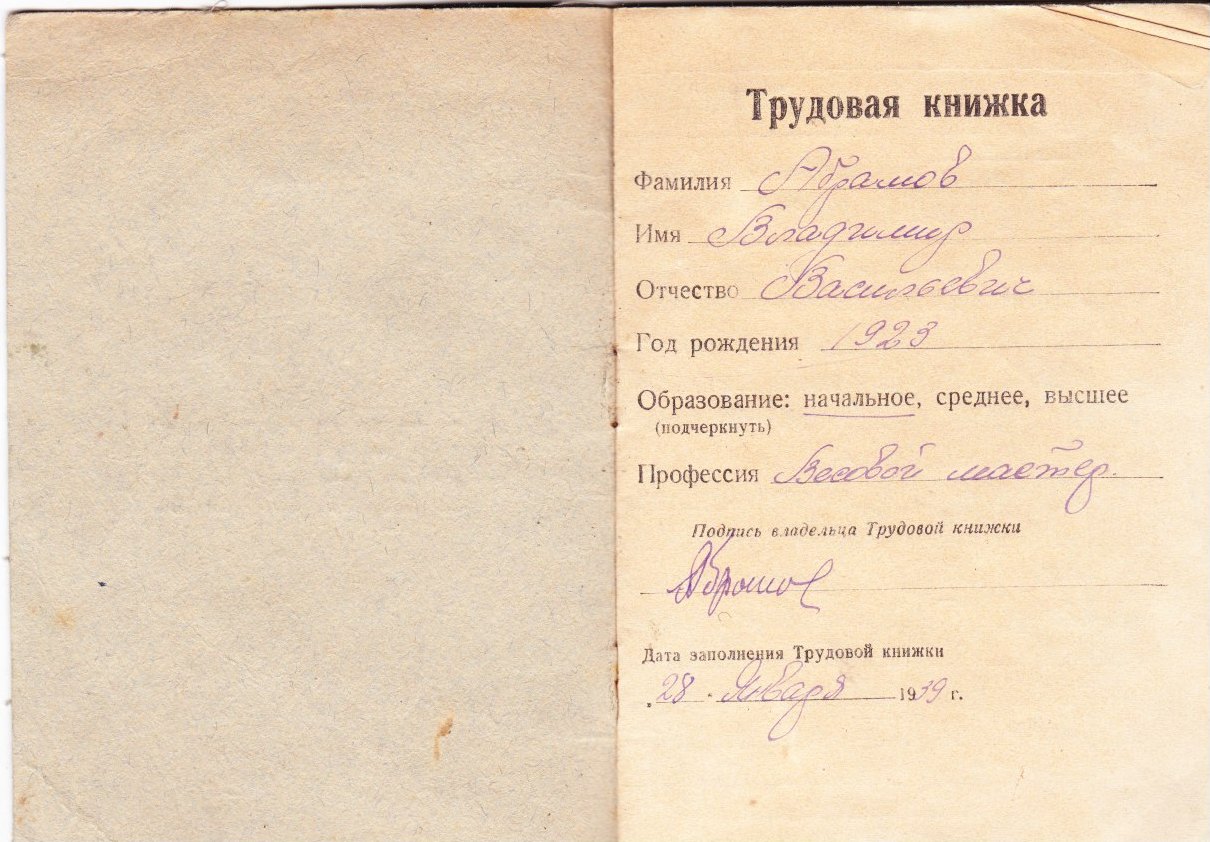 Трудовая книжка
Фамилия Абрамов
Имя Владимир
Отчество Васильевич
Год рождения 1923
Образование: начальное, среднее, высшее
(подчеркнуть)
Профессия Весовой мастер.
Подпись владельца Трудовой книжки
Абрамов
Дата заполнения Трудовой книжки
„28" Января 1939 г.